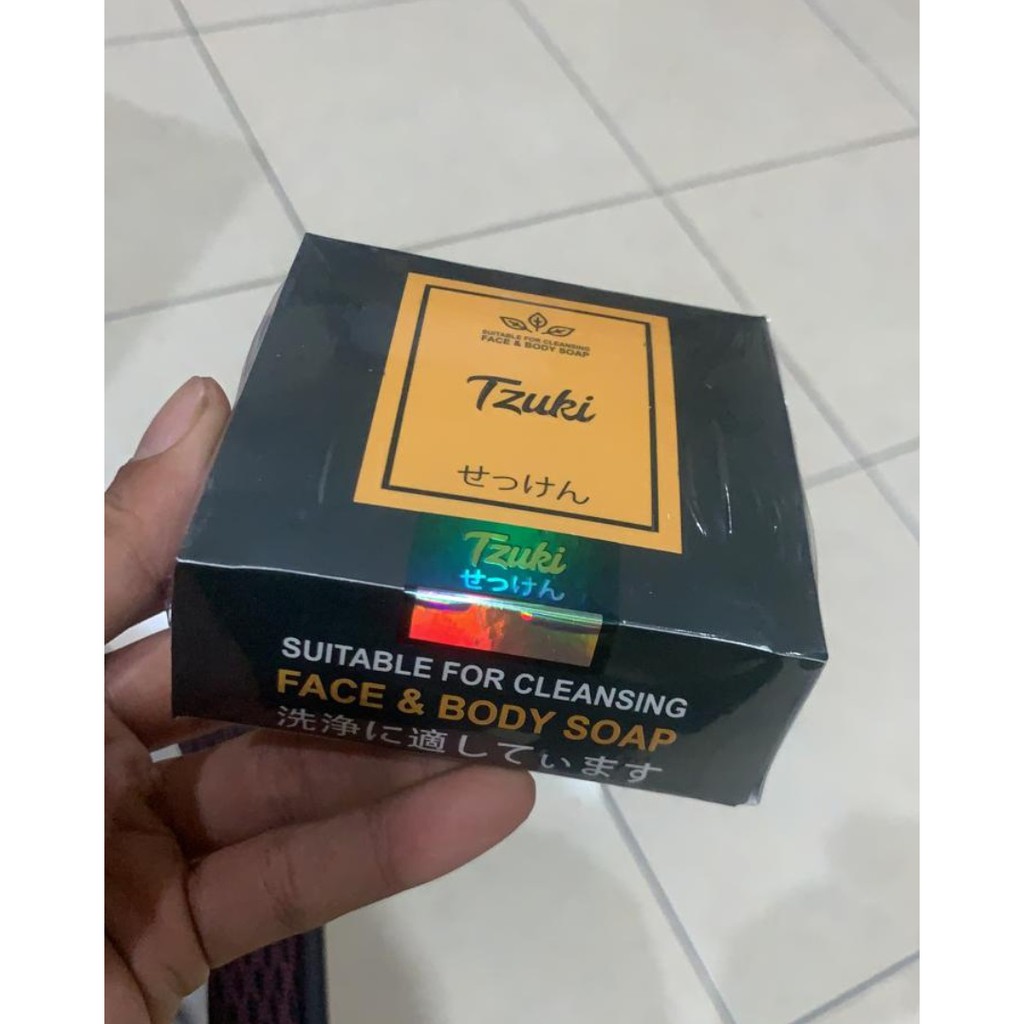 SUITABLE FOR CLEANSING
FACE & BODY SOAP
Tzuki
せっけん
Tzuki
せっけん
SUITABLE FOR CLEANSING
FACE & BODY SOAP
洗浄に適してぃます